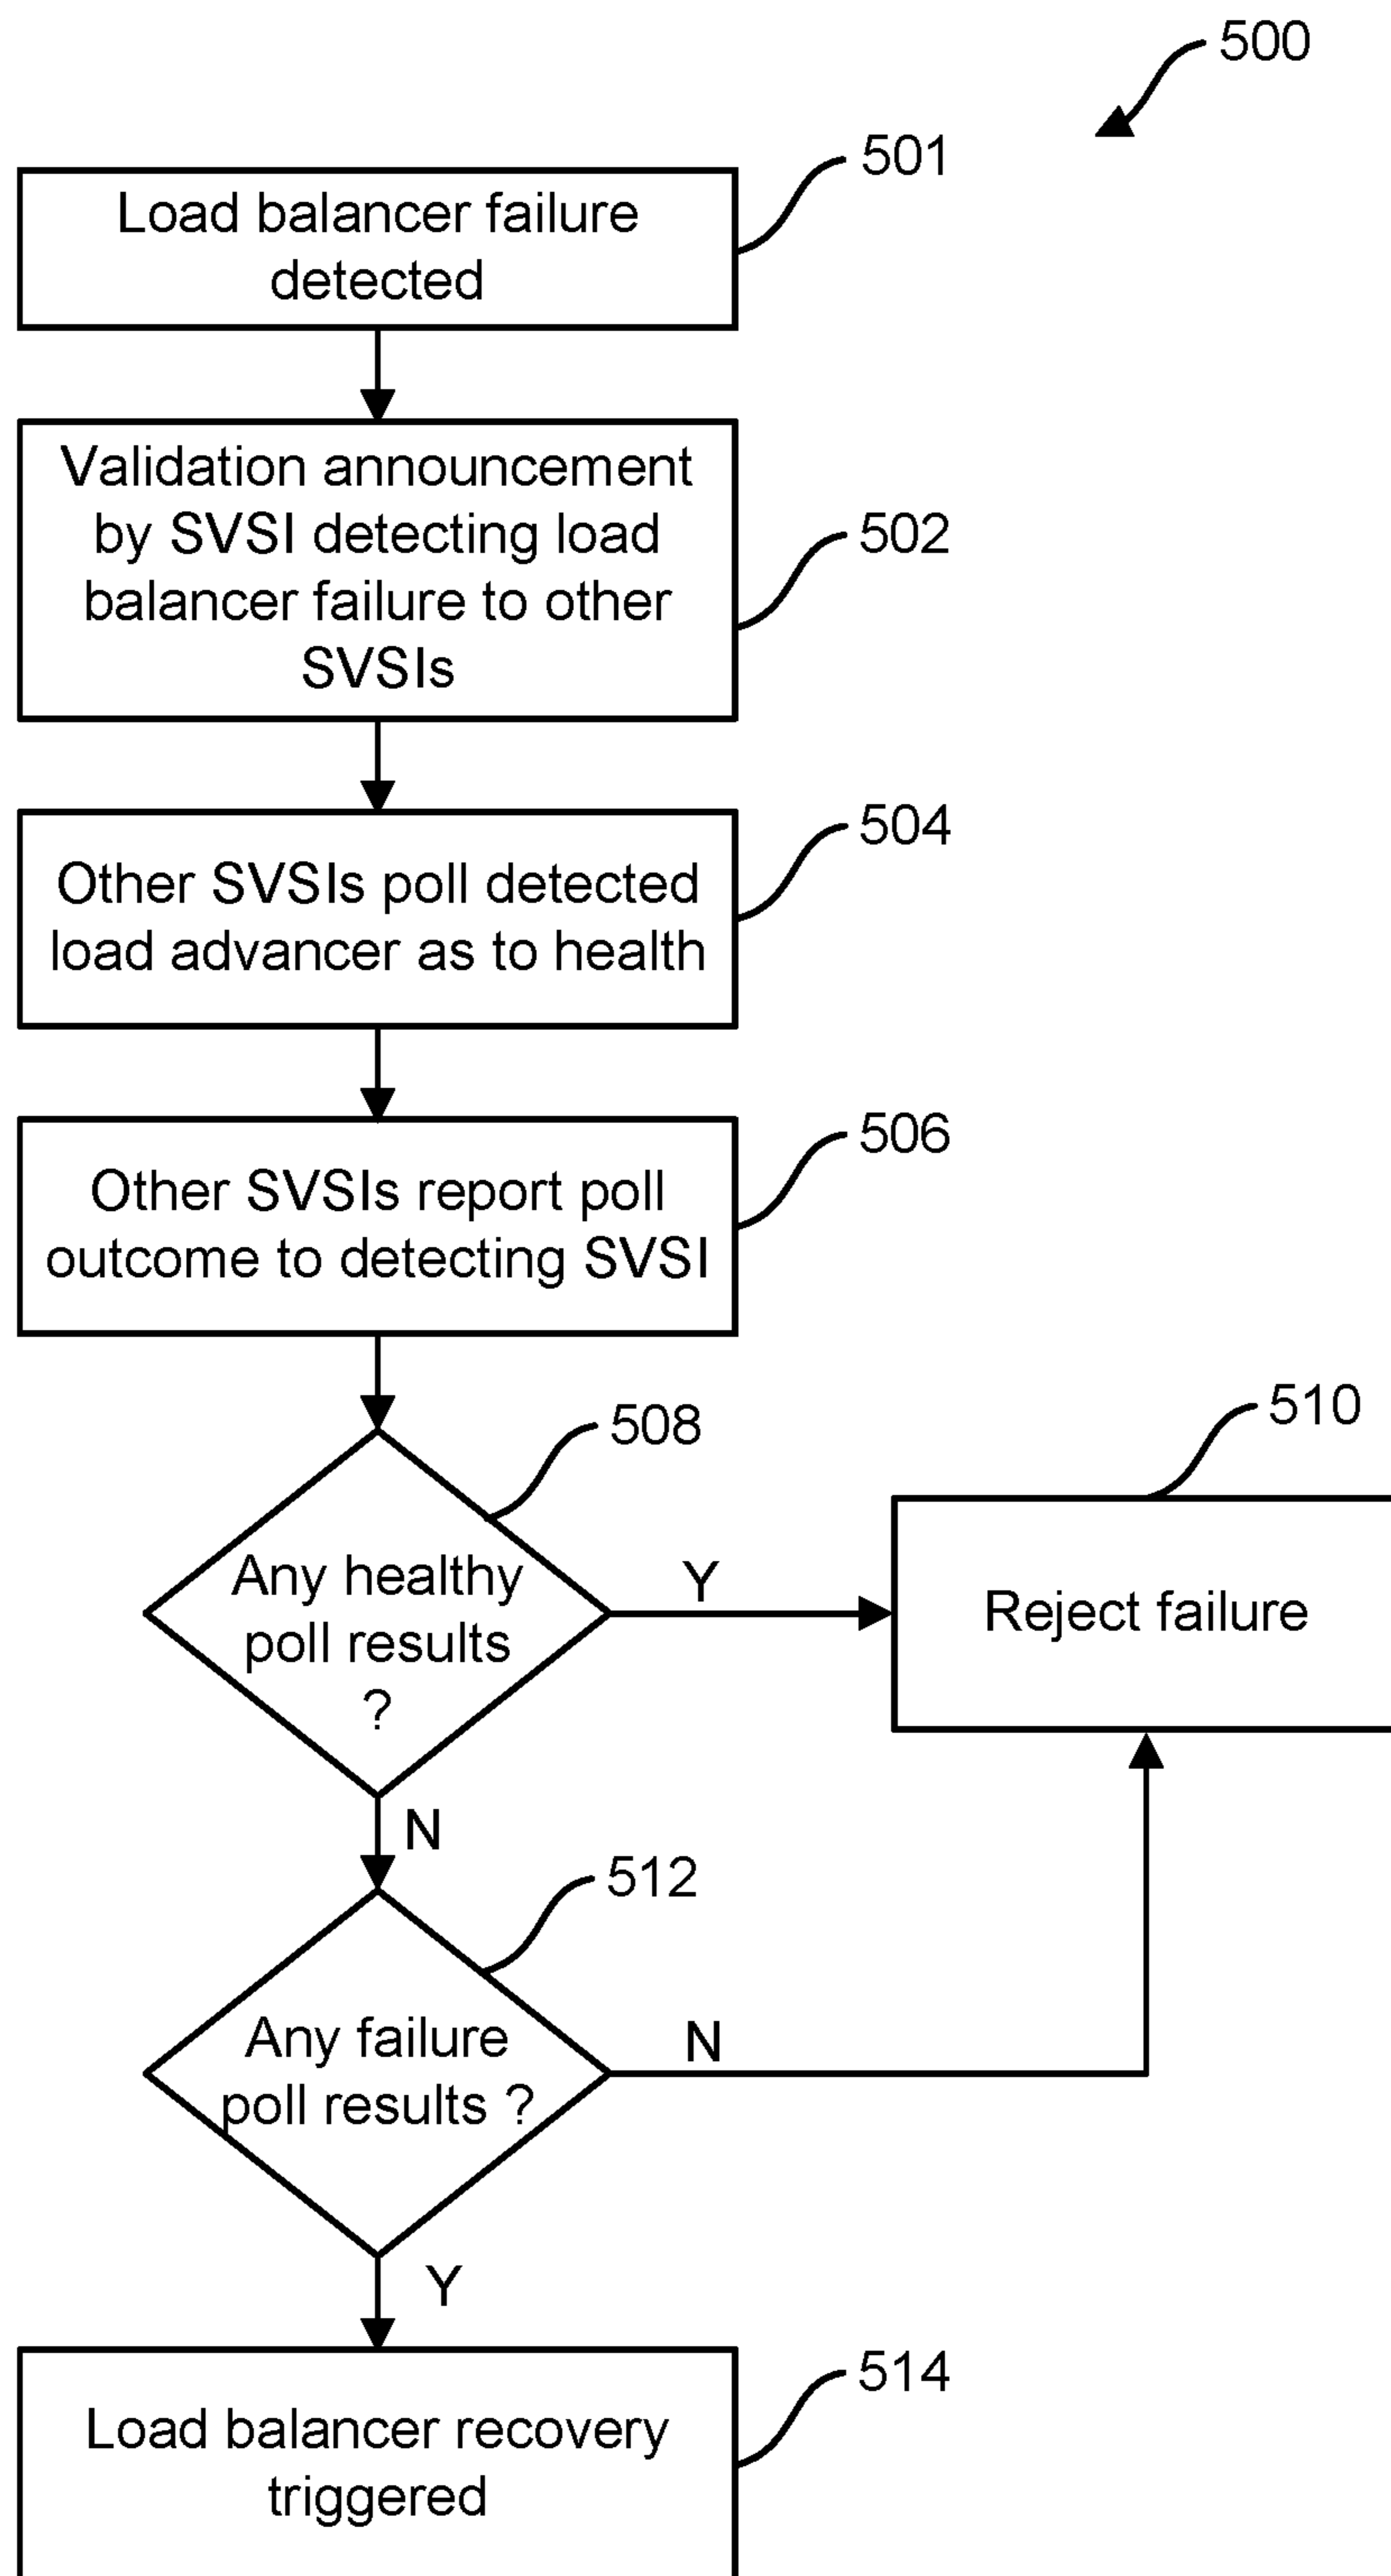 500
501
Load balancer failure
detected
Validation announcement
by SVSI detecting load
balancer failure to other
SVSIs
502
504
Other SVSIs poll detected
load advancer as to health
506
Other SVSIs report poll
outcome to detecting SVSI
508
510
Any healthy
poll results
?
Y
Reject failure
N
512
Any failure
poll results ?
N
Y
514
Load balancer recovery
triggered